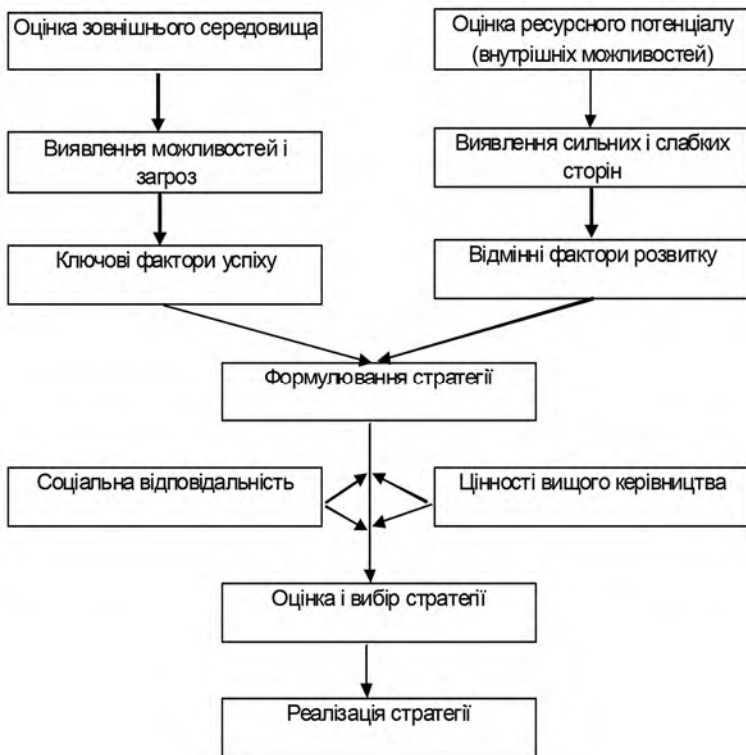 Оцінка зовнішнього середовища
Оцінка ресурсного потенціалу
(внутрішніх можливостей)
Виявлення можливостей і
загроз
Виявлення сильних і слабких
сторін
Ключові фактори успіху
Відмінні фактори розвитку
Формулювання стратегії
Соціальна відповідальність
Цінності вищого керівництва
Оцінка і вибір стратегії
Реалізація стратегії